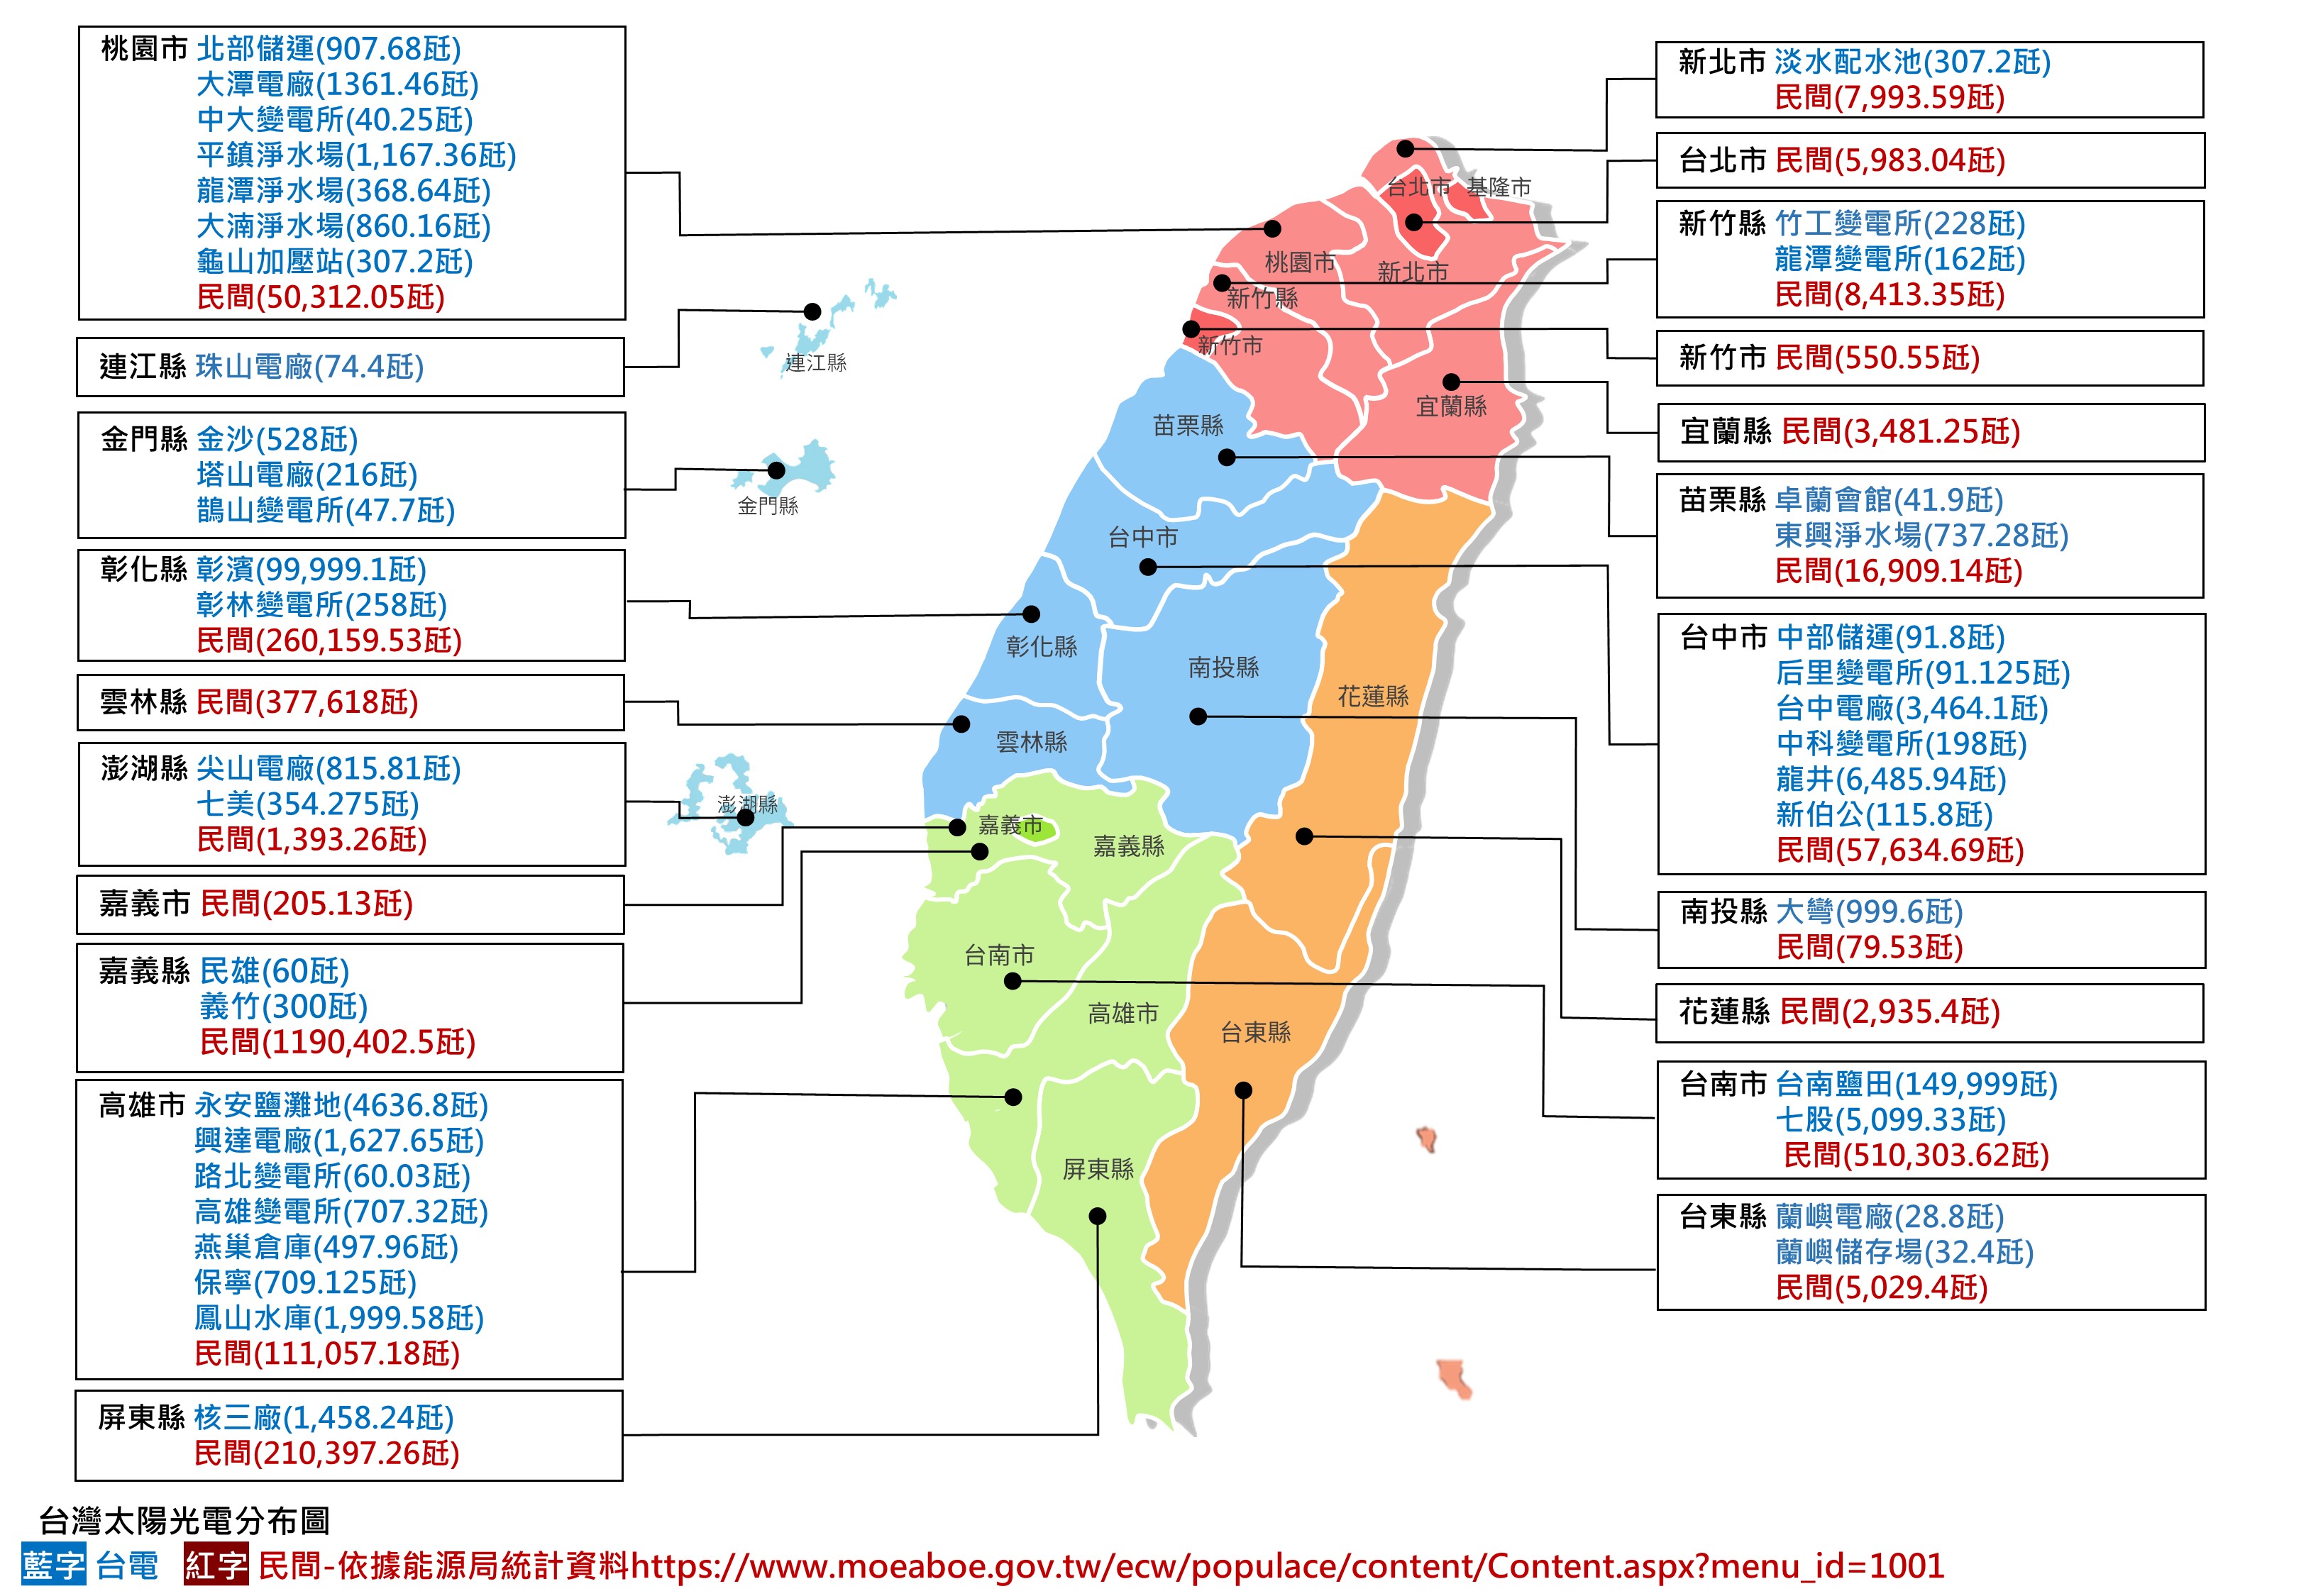 桃園市 北部儲運(907.68瓩)
大潭電廠(1361.46瓩)
中大變電所(40.25瓩)
平鎮淨水場(1,167.36瓩)
龍潭淨水場(368.64瓩)
大湳淨水場(860.16瓩)
龜山加壓站(307.2瓩)
民間(50,312.05瓩)
連江縣 珠山電廠(74.4瓩)
金門縣 金沙(528瓩)
塔山電廠(216瓩)
鵲山變電所(47.7瓩)
彰化縣 彰濱(99,999.1瓩)
彰林變電所(258瓩)
民間(260,159.53瓩)
雲林縣 民間(377,618瓩)
澎湖縣 尖山電廠(815.81瓩)
七美(354.275瓩)
民間(1,393.26瓩)
嘉義市 民間(205.13瓩)
嘉義縣 民雄(60瓩)
義竹(300瓩)
民間(1190,402.5瓩)
高雄市 永安鹽灘地(4636.8瓩)
興達電廠(1,627.65瓩)
路北變電所(60.03瓩)
高雄變電所(707.32瓩)
燕巢倉庫(497.96瓩)
保寧(709.125瓩)
鳳山水庫(1,999.58瓩)
民間(111,057.18瓩)
屏東縣 核三廠(1,458.24瓩)
民間(210,397.26瓩)
連江縣
金門縣
澎湖縣
台北市
基隆市
桃園市
新北市
新竹縣
新竹市
宜蘭縣
苗栗縣
台中市
彰化縣
南投縣
花蓮縣
雲林縣
嘉義市
嘉義縣
台南市
高雄市
台東縣
屏東縣
新北市 淡水配水池(307.2瓩)
民間(7,993.59瓩)
台北市 民間(5,983.04瓩)
新竹縣 竹工變電所(228瓩)
龍潭變電所(162瓩)
民間(8,413.35瓩)
新竹市 民間(550.55瓩)
宜蘭縣 民間(3,481.25瓩)
苗栗縣 卓蘭會館(41.9瓩)
東興淨水場(737.28瓩)
民間(16,909.14瓩)
台中市 中部儲運(91.8瓩)
后里變電所(91.125瓩)
台中電廠(3,464.1瓩)
中科變電所(198瓩)
龍井(6,485.94瓩)
新伯公(115.8瓩)
民間(57,634.69瓩)
南投縣 大彎(999.6瓩)
民間(79.53瓩)
花蓮縣 民間(2,935.4瓩)
台南市 台南鹽田(149,999瓩)
七股(5,099.33瓩)
民間(510,303.62瓩)
台東縣 蘭嶼電廠(28.8瓩)
蘭嶼儲存場(32.4瓩)
民間(5,029.4瓩)
台灣太陽光電分布圖
藍字 台電 紅字 民間-依據能源局統計資料https://www.moeaboe.gov.tw/ecw/populace/content/Content.aspx?menu_id=1001